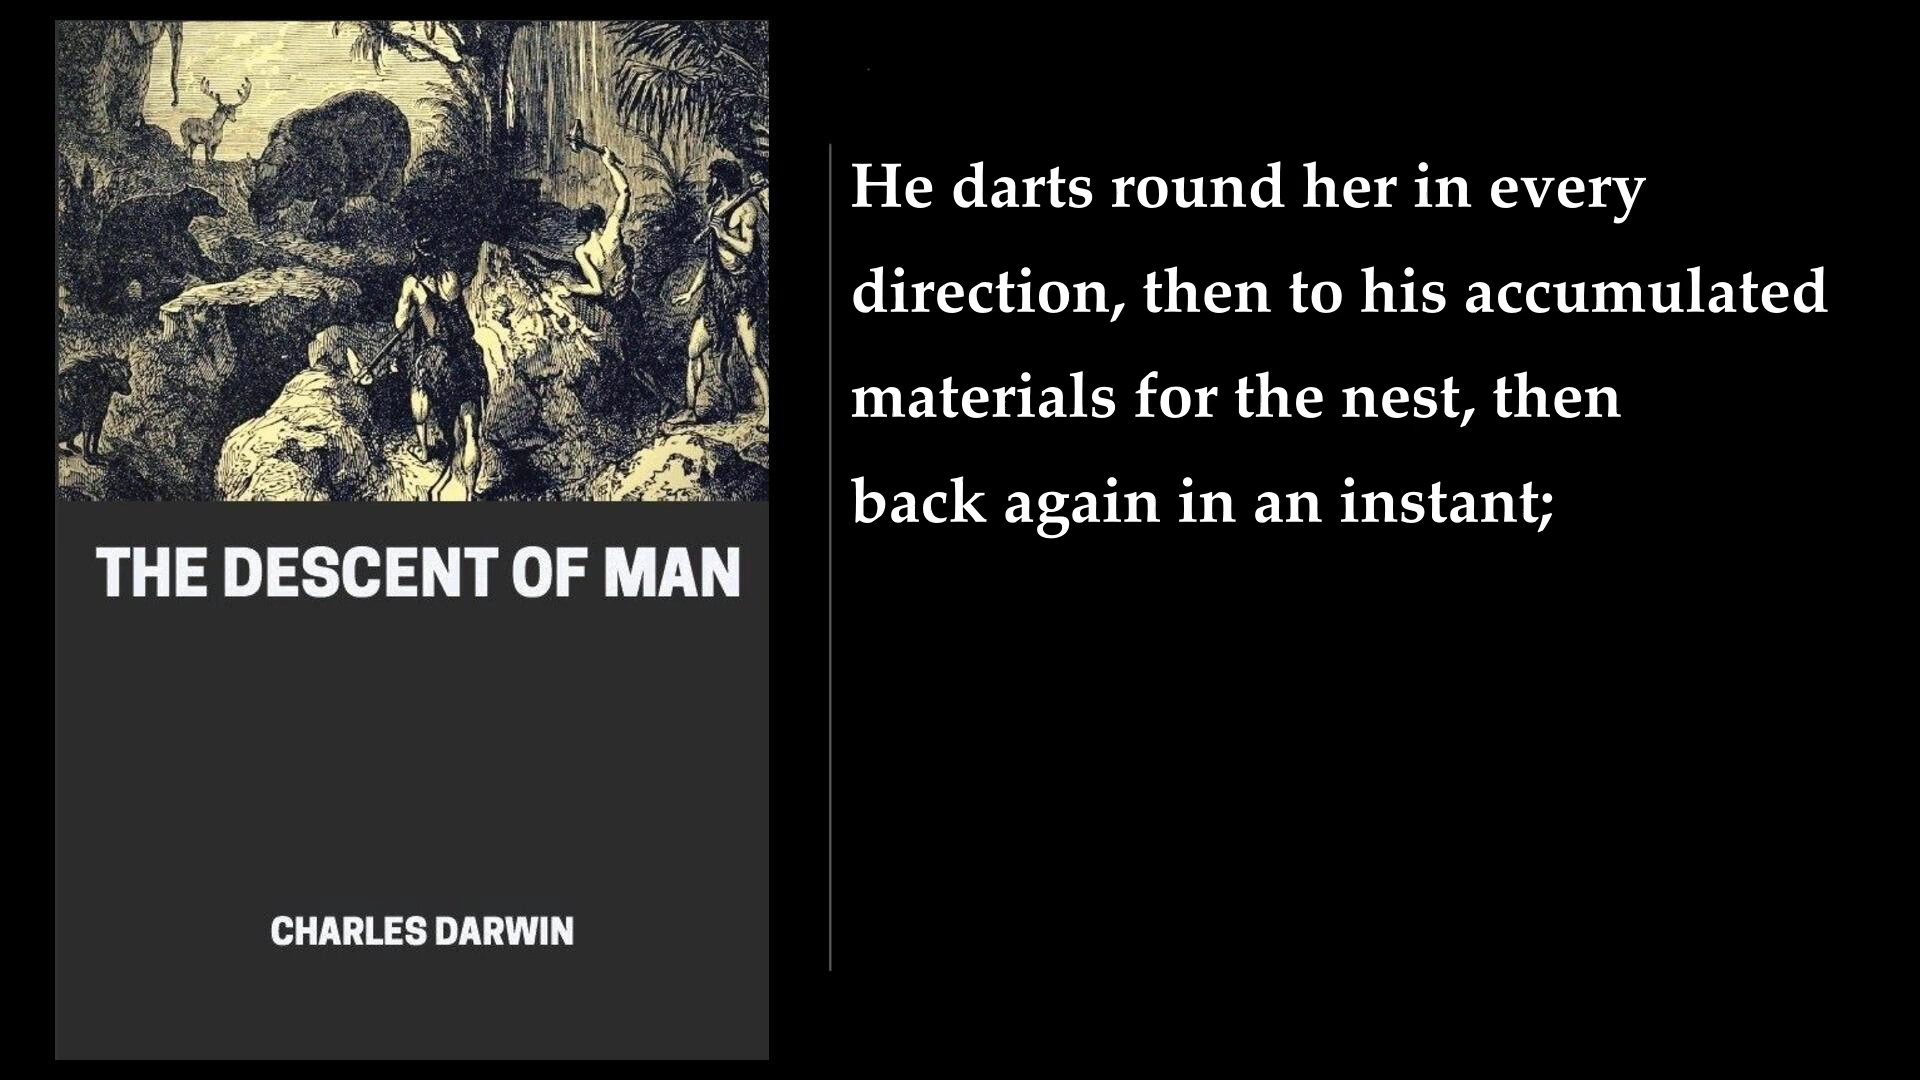 THE DESCENT OF MAN
CHARLES DARWIN
He darts round her in every
direction, then to his accumulated
materials for the nest, then
back again in an instant;